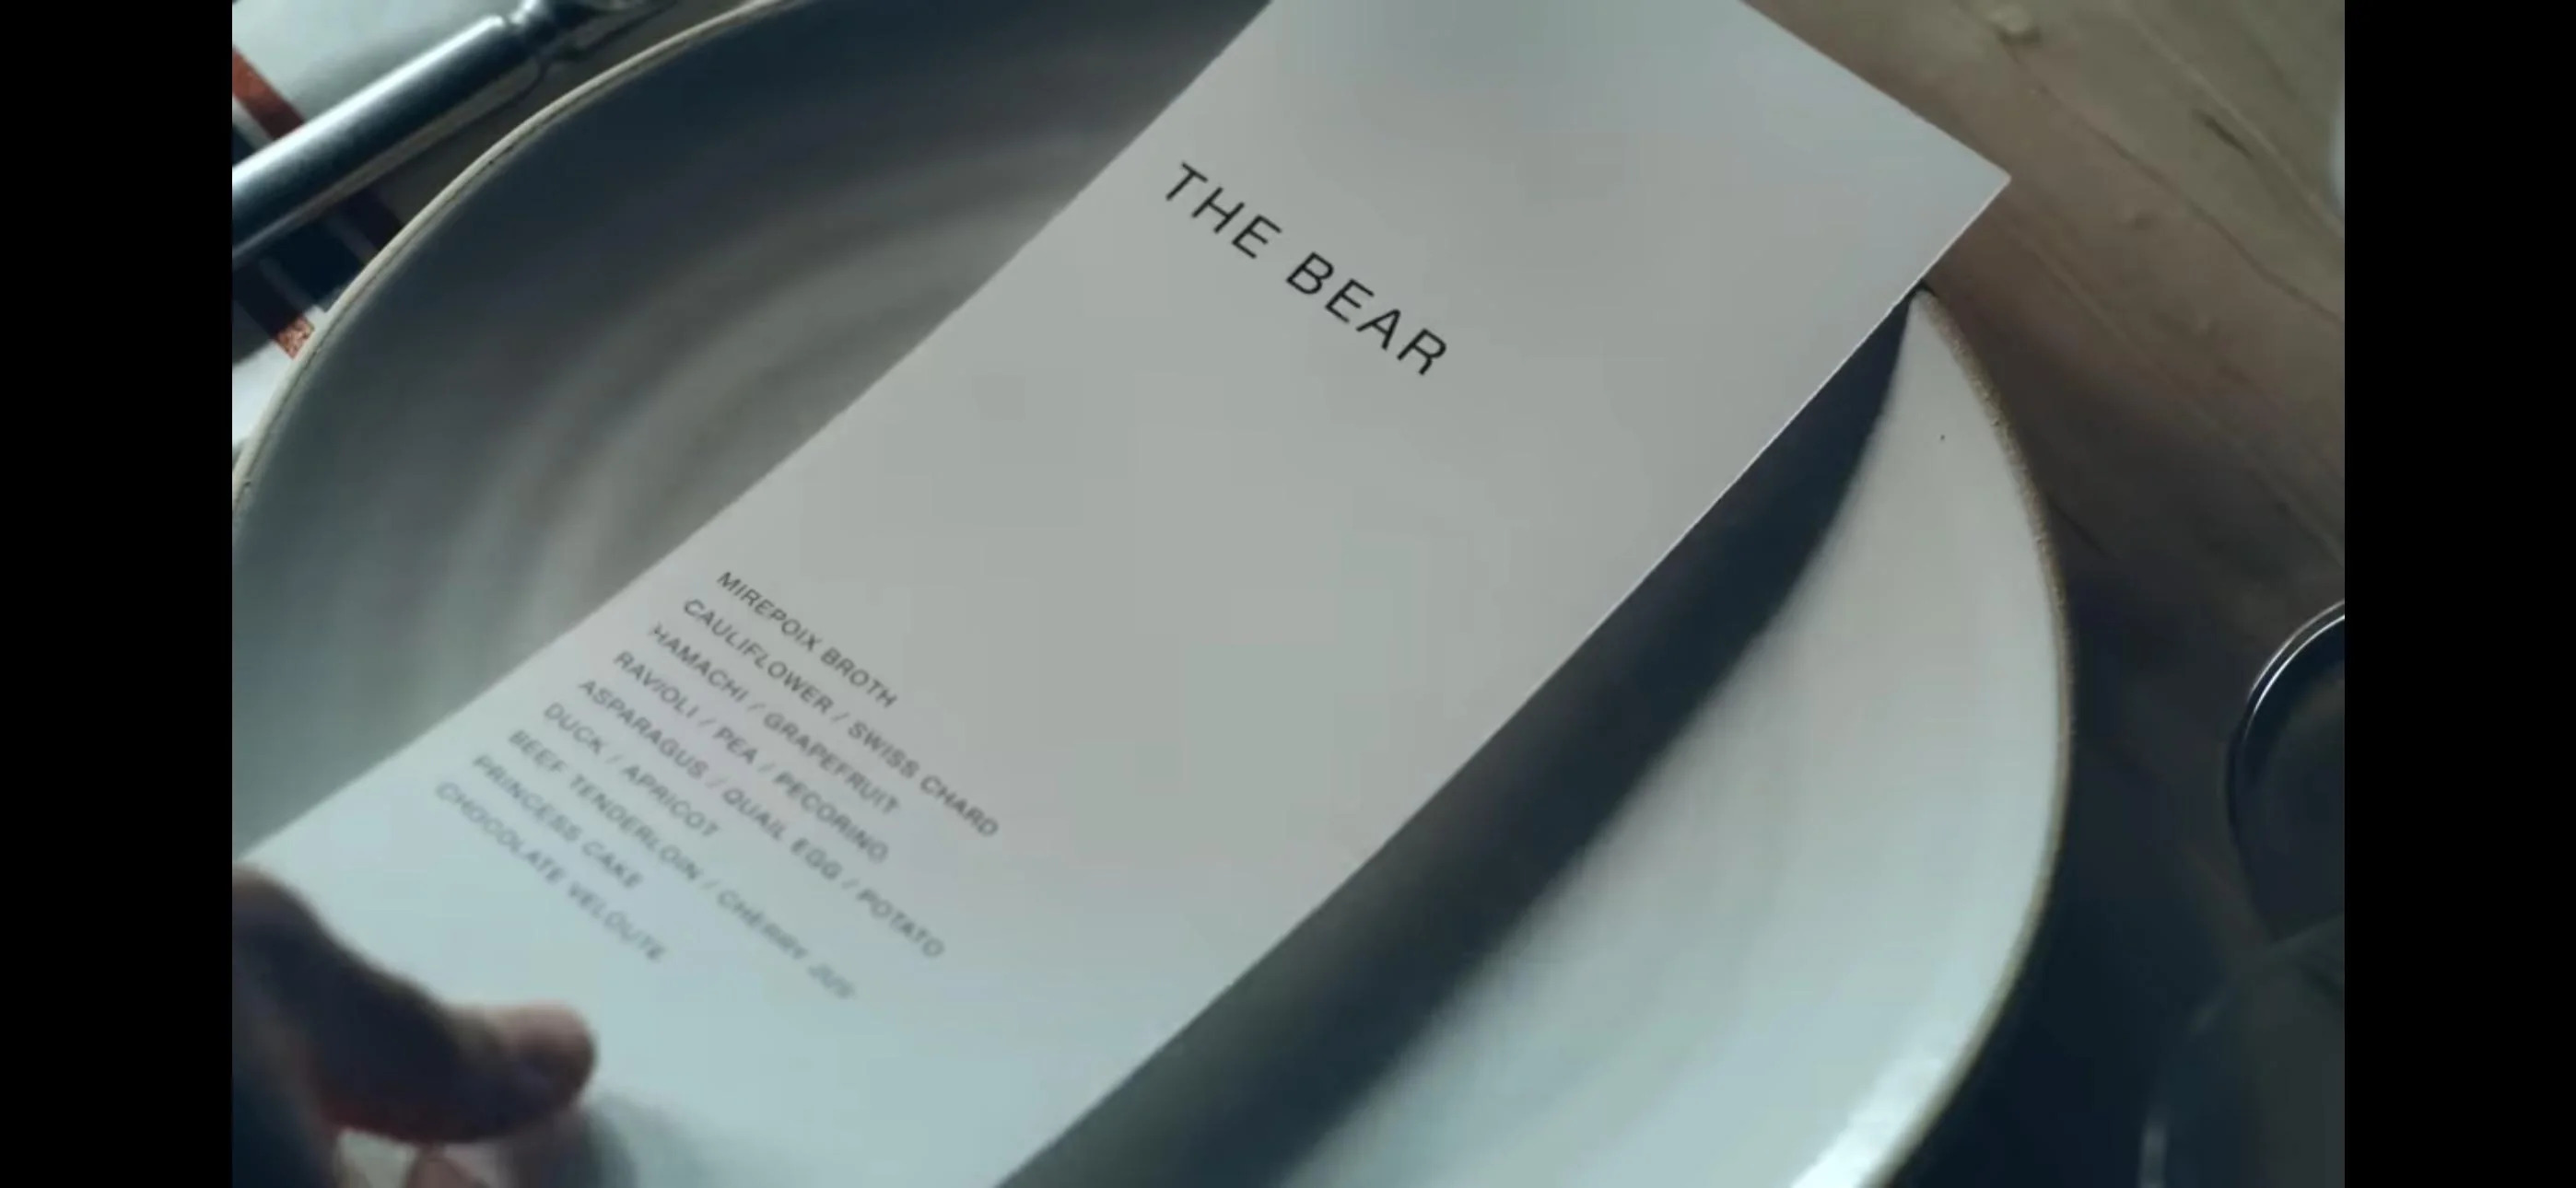 THE BEAR
MIREPOIX BROTH
CAULIFLOWER / SWISS CHARD
HAMACHI / GRAPEFRUIT
RAVIOLI / PEA / PECORINO
ASPARAGUS / QUAIL EGG / POTATO
DUCK / APRICOT
BEEF TENDERLOIN / CHERRY
PRINCESS CAKE
CHOCOLATE VELOUTE